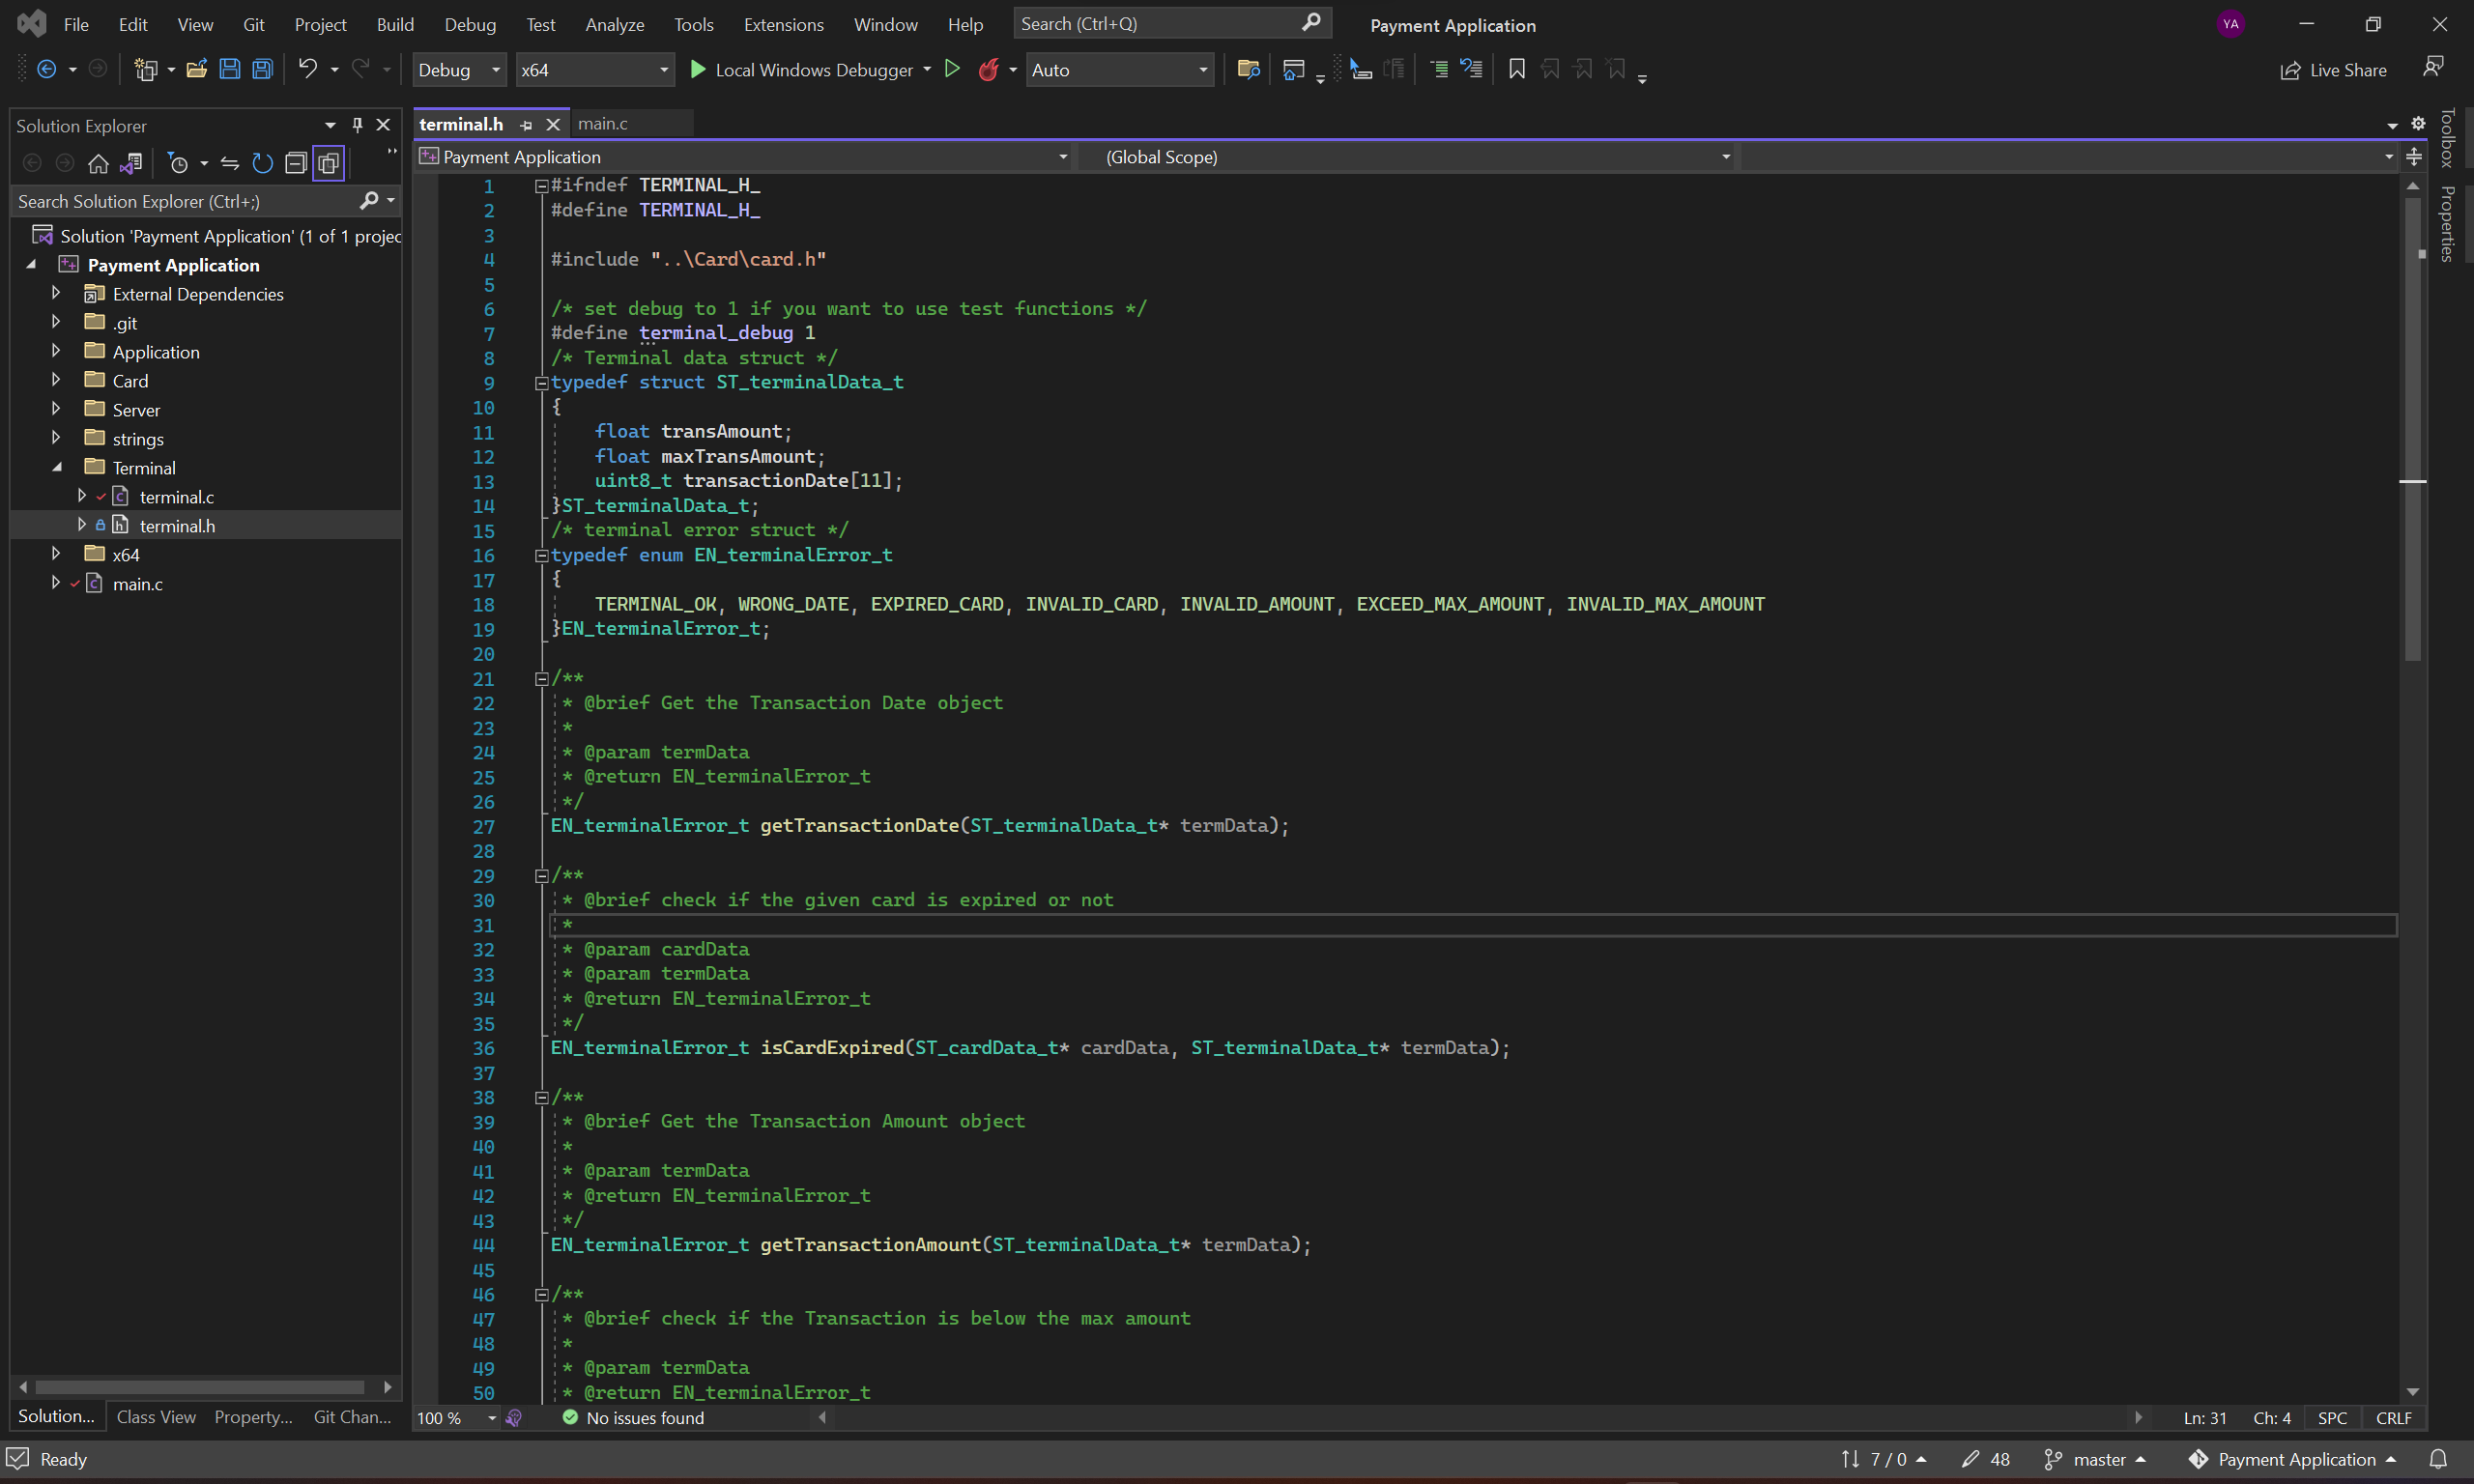 File Edit View Git Project Build Debug Test Analyze Tools Extensions Window Help Search (Ctrl+Q) Payment Application YA
Debug x64 Local Windows Debugger Auto Live Share
Solution Explorer
Search Solution Explorer (Ctrl+;)
Solution 'Payment Application' (1 of 1 projec
Payment Application
External Dependencies
.git
Application
Card
Server
strings
Terminal
terminal.c
terminal.h
x64
main.c
Solution... Class View Property... Git Chan...
terminal.h main.c
Payment Application (Global Scope)
1 #ifndef TERMINAL_H_
2 #define TERMINAL_H_
3
4 #include "..\Card\card.h"
5
6 /* set debug to 1 if you want to use test functions */
7 #define terminal_debug 1
8 /* Terminal data struct */
9 typedef struct ST_terminalData_t
10 {
11 float transAmount;
12 float maxTransAmount;
13 uint8_t transactionDate[11];
14 }ST_terminalData_t;
15 /* terminal error struct */
16 typedef enum EN_terminalError_t
17 {
18 TERMINAL_OK, WRONG_DATE, EXPIRED_CARD, INVALID_CARD, INVALID_AMOUNT, EXCEED_MAX_AMOUNT, INVALID_MAX_AMOUNT
19 }EN_terminalError_t;
20
21 /**
22 * @brief Get the Transaction Date object
23 *
24 * @param termData
25 * @return EN_terminalError_t
26 */
27 EN_terminalError_t getTransactionDate(ST_terminalData_t* termData);
28
29 /**
30 * @brief check if the given card is expired or not
31 *
32 * @param cardData
33 * @param termData
34 * @return EN_terminalError_t
35 */
36 EN_terminalError_t isCardExpired(ST_cardData_t* cardData, ST_terminalData_t* termData);
37
38 /**
39 * @brief Get the Transaction Amount object
40 *
41 * @param termData
42 * @return EN_terminalError_t
43 */
44 EN_terminalError_t getTransactionAmount(ST_terminalData_t* termData);
45
46 /**
47 * @brief check if the Transaction is below the max amount
48 *
49 * @param termData
50 * @return EN_terminalError_t
100 % No issues found Ln: 31 Ch: 4 SPC CRLF
Toolbox
Properties
Ready 7 / 0 48 master Payment Application